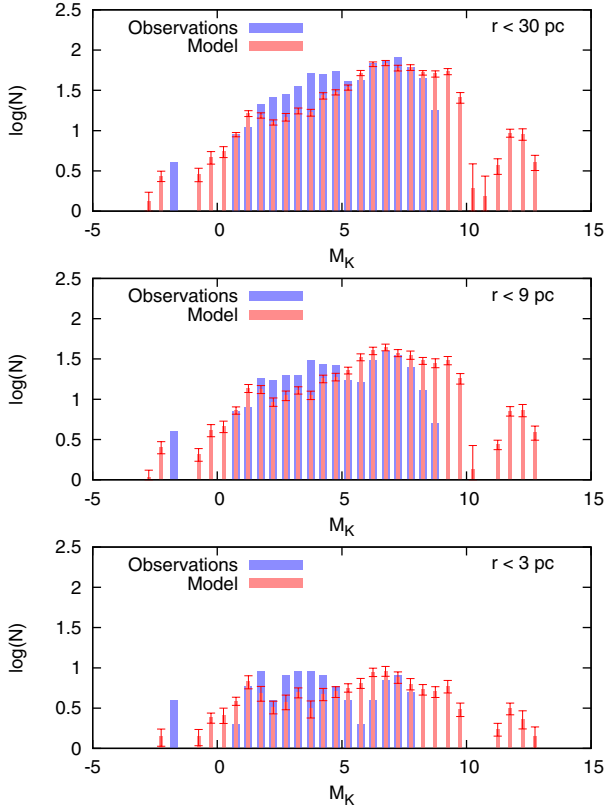 2.5
2
1.5
1
0.5
0
log(N)
Observations
Model
r < 30 pc
-5 0 5 10 15
M_K
2.5
2
1.5
1
0.5
0
log(N)
Observations
Model
r < 9 pc
-5 0 5 10 15
M_K
2.5
2
1.5
1
0.5
0
log(N)
Observations
Model
r < 3 pc
-5 0 5 10 15
M_K